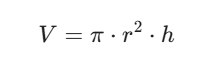 V = π · r² · h